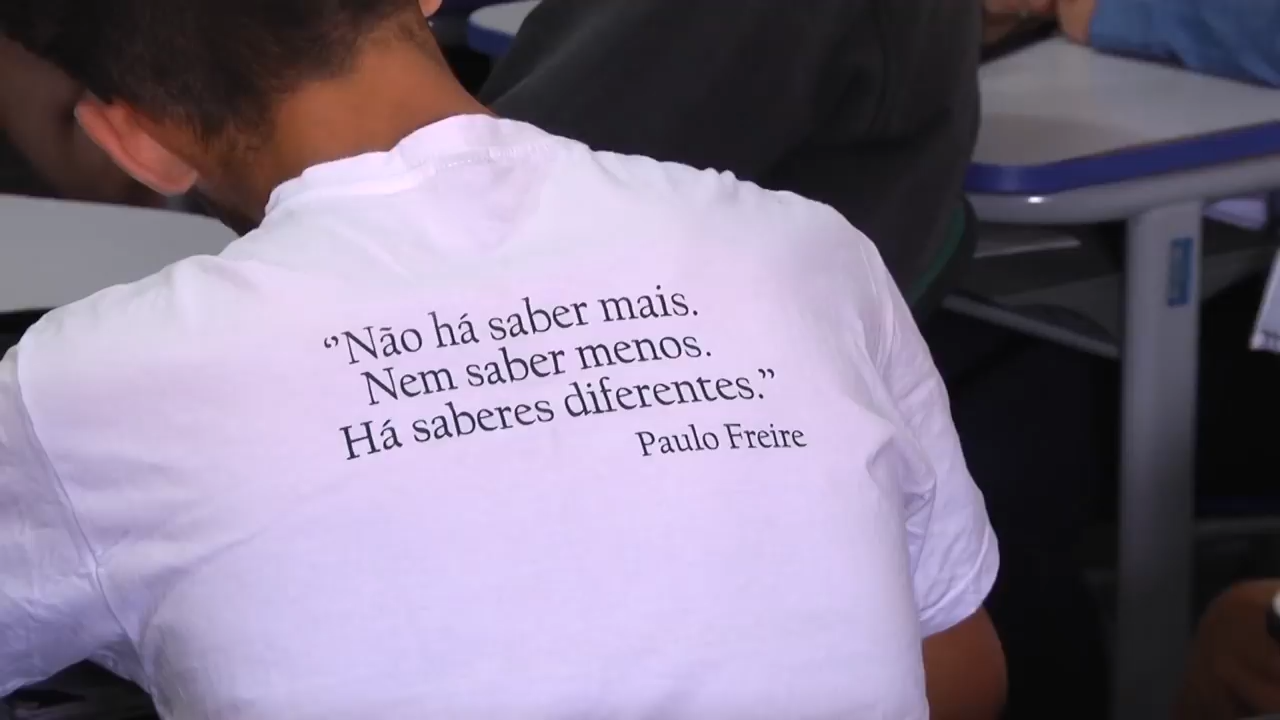 “Não há saber mais.
Nem saber menos.
Há saberes diferentes.”
Paulo Freire